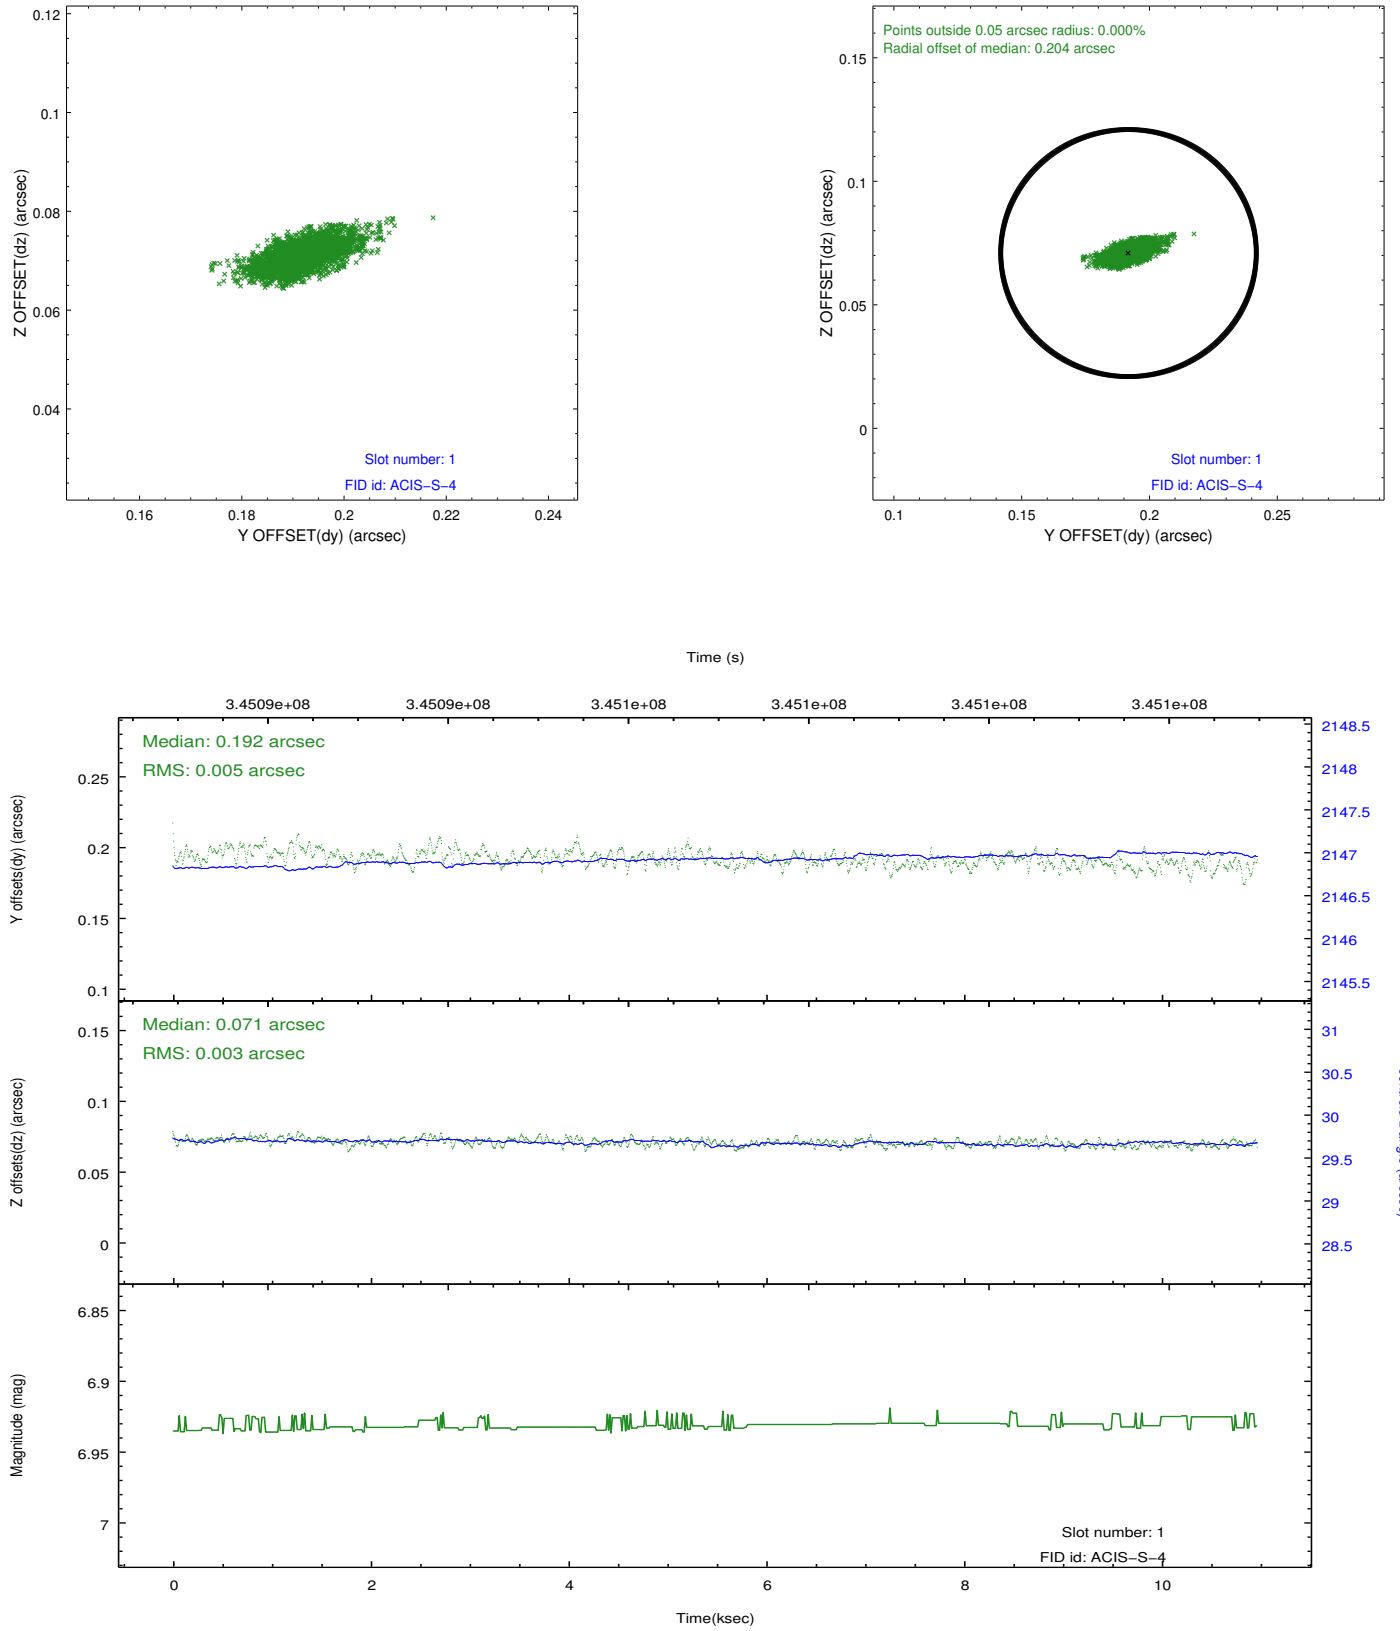 0.12
0.1
0.08
0.06
0.04
Z OFFSET(dz) (arcsec)
0.16 0.18 0.2 0.22 0.24
Y OFFSET(dy) (arcsec)
Slot number: 1
FID id: ACIS-S-4
Points outside 0.05 arcsec radius: 0.000%
Radial offset of median: 0.204 arcsec
0.15
0.1
0.05
0
Z OFFSET(dz) (arcsec)
Slot number: 1
FID id: ACIS-S-4
0.1 0.15 0.2 0.25
Y OFFSET(dy) (arcsec)
Time (s)
3.4509e+08 3.4509e+08 3.451e+08 3.451e+08 3.451e+08 3.451e+08
Median: 0.192 arcsec
RMS: 0.005 arcsec
0.25
0.2
0.15
0.1
Y offsets(dy) (arcsec)
2148.5
2148
2147.5
2147
2146.5
2146
2145.5
Median: 0.071 arcsec
RMS: 0.003 arcsec
0.15
0.1
0.05
0
Z offsets(dz) (arcsec)
31
30.5
30
29.5
29
28.5
6.85
6.9
6.95
7
Magnitude (mag)
Slot number: 1
FID id: ACIS-S-4
0 2 4 6 8 10
Time(ksec)